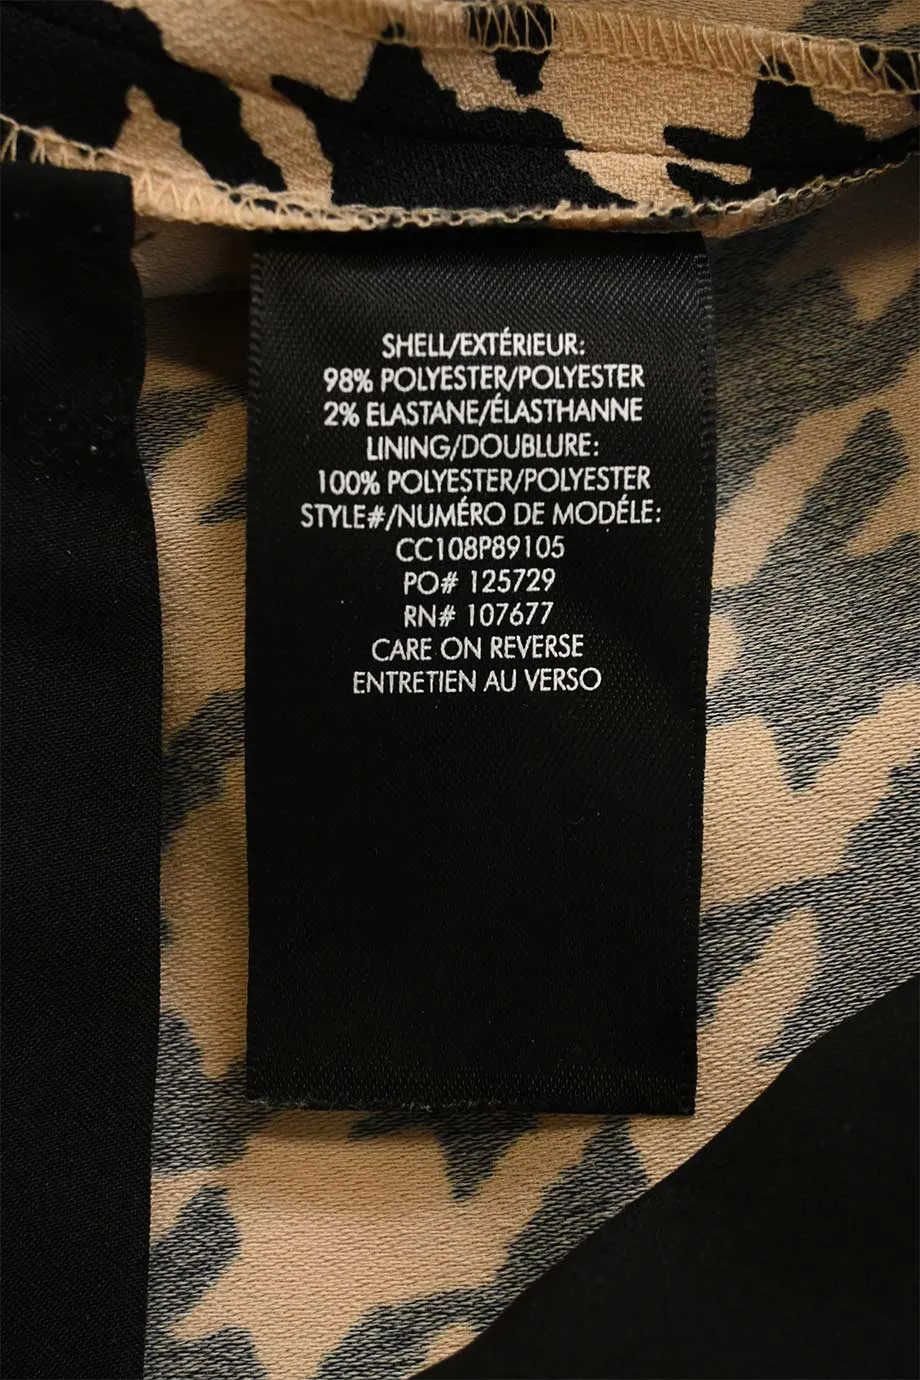 SHELL/EXTÉRIEUR:
98% POLYESTER/POLYESTER
2% ELASTANE/ÉLASTHANNE
LINING/DOUBLURE:
100% POLYESTER/POLYESTER
STYLE#/NUMÉRO DE MODÉLE:
CC108P89105
PO# 125729
RN# 107677
CARE ON REVERSE
ENTRETIEN AU VERSO